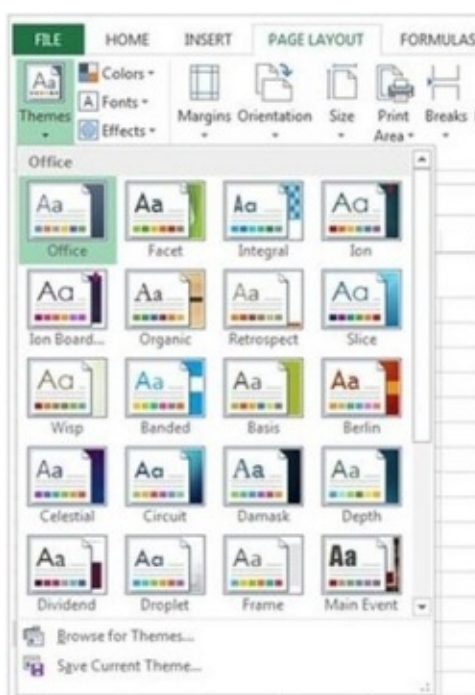 FILE HOME INSERT PAGE LAYOUT FORMULAS
Aa Colors
Fonts
Effects
Themes Margins Orientation Size Print Area Breaks
Office
Aa Aa Aa Aa
Office Facet Integral Ion
Aa Aa Aa Aa
Ion Board... Organic Retrospect Slice
Aa Aa Aa Aa
Wisp Banded Basis Berlin
Aa Aa Aa Aa
Celestial Circuit Damask Depth
Aa Aa Aa Aa
Dividend Droplet Frame Main Event
Browse for Themes...
Save Current Theme...